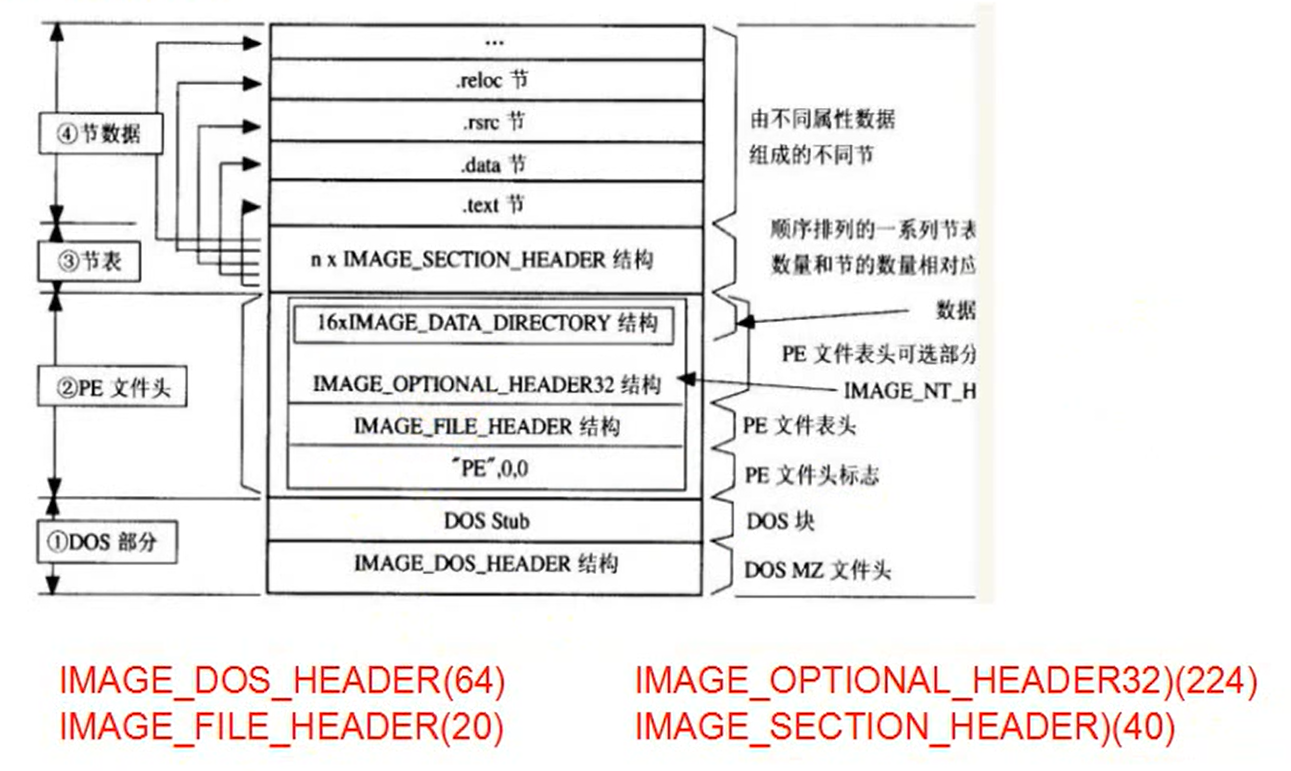 ...
.reloc 节
.rsrc 节
④节数据
.data 节
.text 节
由不同属性数据
组成的不同节
③节表
n x IMAGE_SECTION_HEADER 结构
顺序排列的一系列节表
数量和节的数量相对应
16xIMAGE_DATA_DIRECTORY 结构
数据
PE 文件表头可选部分
②PE 文件头
IMAGE_OPTIONAL_HEADER32 结构
IMAGE_NT_H
IMAGE_FILE_HEADER 结构
PE 文件表头
"PE",0,0
PE 文件头标志
DOS Stub
DOS 块
①DOS 部分
IMAGE_DOS_HEADER 结构
DOS MZ 文件头
IMAGE_DOS_HEADER(64)
IMAGE_OPTIONAL_HEADER32)(224)
IMAGE_FILE_HEADER(20)
IMAGE_SECTION_HEADER)(40)